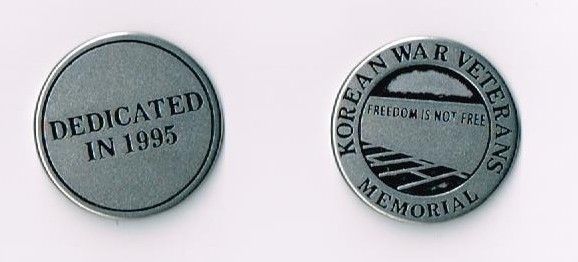 DEDICATED
IN 1995
KOREAN WAR VETERANS
FREEDOM IS NOT FREE
MEMORIAL